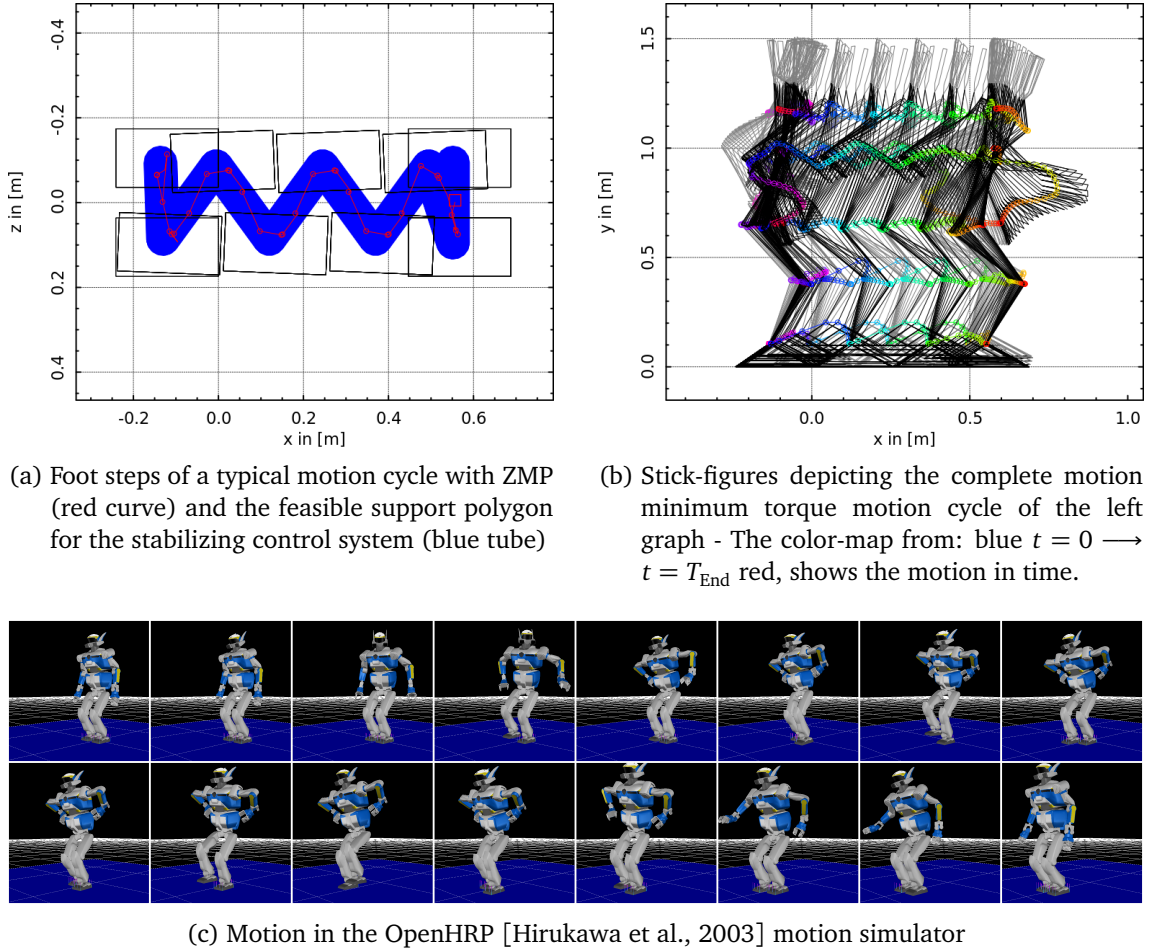 -0.4
-0.2
0.0
0.2
0.4
z in [m]
-0.2
0.0
0.2
0.4
0.6
x in [m]
1.5
1.0
0.5
0.0
y in [m]
0.0
0.5
1.0
x in [m]
(a) Foot steps of a typical motion cycle with ZMP
(red curve) and the feasible support polygon
for the stabilizing control system (blue tube)
(b) Stick-figures depicting the complete motion
minimum torque motion cycle of the left
graph - The color-map from: blue t = 0 ⟶
t = T_End red, shows the motion in time.
(c) Motion in the OpenHRP [Hirukawa et al., 2003] motion simulator